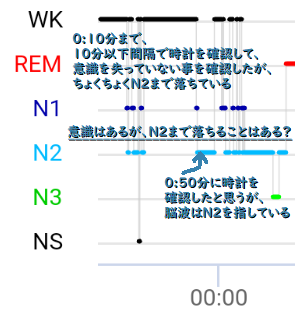 WK
0:10分まで、
10分以下間隔で時計を確認して、
意識を失っていない事を確認したが、
ちょくちょくN2まで落ちている
REM
N1
意識はあるが、N2まで落ちることはある?
N2
0:50分に時計を
確認したと思うが、
脳波はN2を指している
N3
NS
00:00